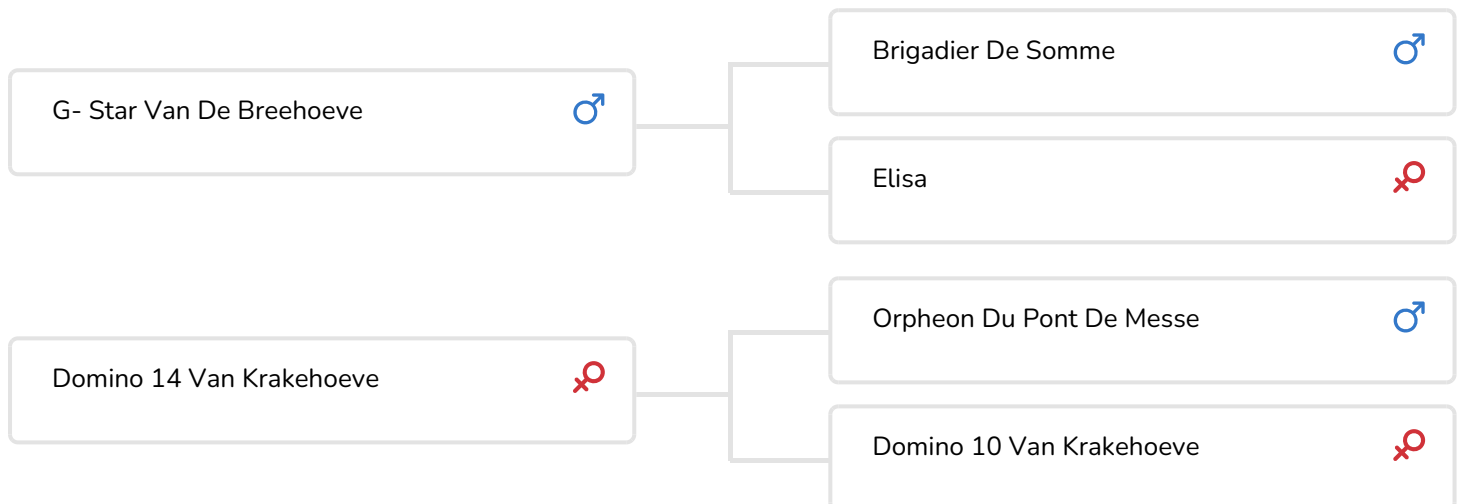 Brigadier De Somme
G- Star Van De Breehoeve
Elisa
Orpheon Du Pont De Messe
Domino 14 Van Krakehoeve
Domino 10 Van Krakehoeve